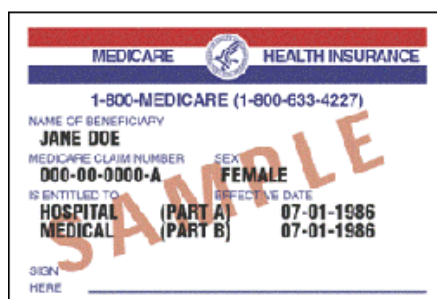 MEDICARE HEALTH INSURANCE
1-800-MEDICARE (1-800-633-4227)
NAME OF BENEFICIARY
JANE DOE
MEDICARE CLAIM NUMBER SEX
000-00-0000-A FEMALE
IS ENTITLED TO EFFECTIVE DATE
HOSPITAL (PART A) 07-01-1986
MEDICAL (PART B) 07-01-1986
SAMPLE
SIGN
HERE